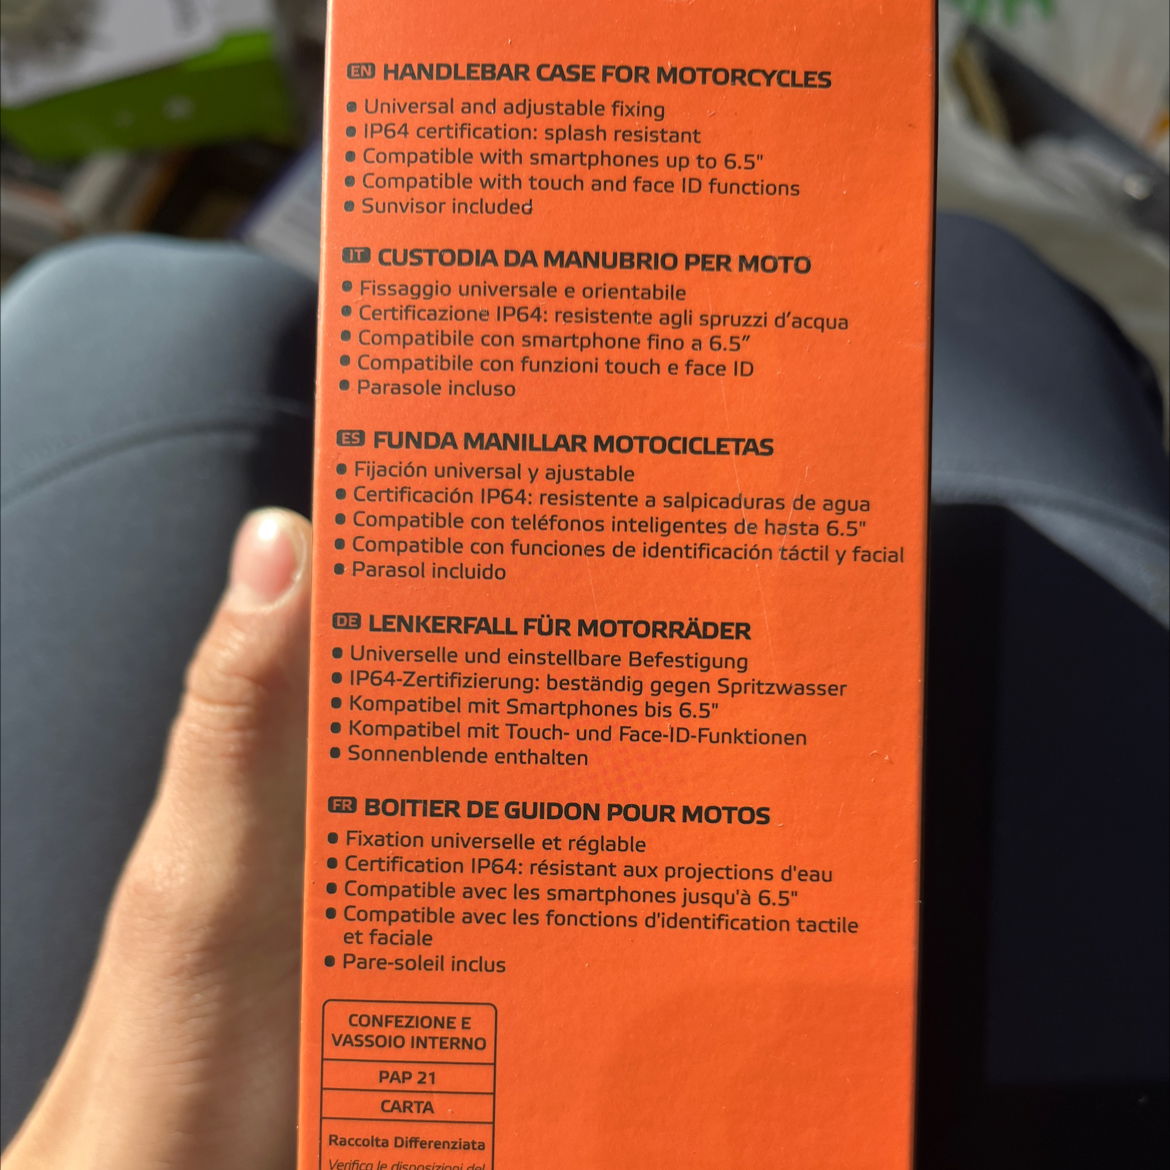 EN HANDLEBAR CASE FOR MOTORCYCLES
• Universal and adjustable fixing
• IP64 certification: splash resistant
• Compatible with smartphones up to 6.5"
• Compatible with touch and face ID functions
• Sunvisor included
IT CUSTODIA DA MANUBRIO PER MOTO
• Fissaggio universale e orientabile
• Certificazione IP64: resistente agli spruzzi d’acqua
• Compatibile con smartphone fino a 6.5”
• Compatibile con funzioni touch e face ID
• Parasole incluso
ES FUNDA MANILLAR MOTOCICLETAS
• Fijación universal y ajustable
• Certificación IP64: resistente a salpicaduras de agua
• Compatible con teléfonos inteligentes de hasta 6.5"
• Compatible con funciones de identificación táctil y facial
• Parasol incluido
DE LENKERFALL FÜR MOTORRÄDER
• Universelle und einstellbare Befestigung
• IP64-Zertifizierung: beständig gegen Spritzwasser
• Kompatibel mit Smartphones bis 6.5"
• Kompatibel mit Touch- und Face-ID-Funktionen
• Sonnenblende enthalten
FR BOITIER DE GUIDON POUR MOTOS
• Fixation universelle et réglable
• Certification IP64: résistant aux projections d'eau
• Compatible avec les smartphones jusqu'à 6.5"
• Compatible avec les fonctions d'identification tactile
et faciale
• Pare-soleil inclus
CONFEZIONE E
VASSOIO INTERNO
PAP 21
CARTA
Raccolta Differenziata
Verifica le disposizioni del